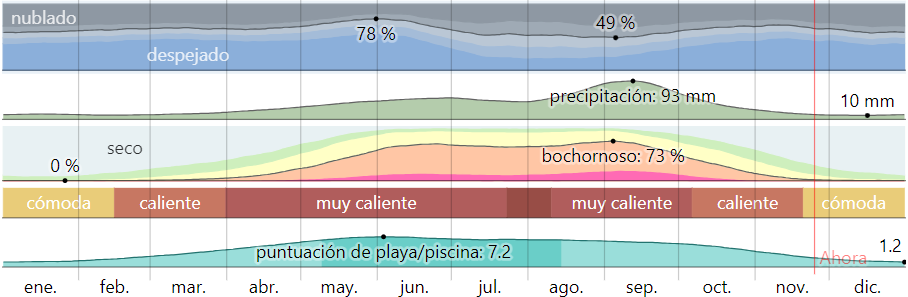 nublado
49 %
78 %
despejado
precipitación: 93 mm
10 mm
seco
0 %
bochornoso: 73 %
cómoda caliente muy caliente muy caliente caliente cómoda
puntuación de playa/piscina: 7.2
1.2
Ahora
ene. feb. mar. abr. may. jun. jul. ago. sep. oct. nov. dic.